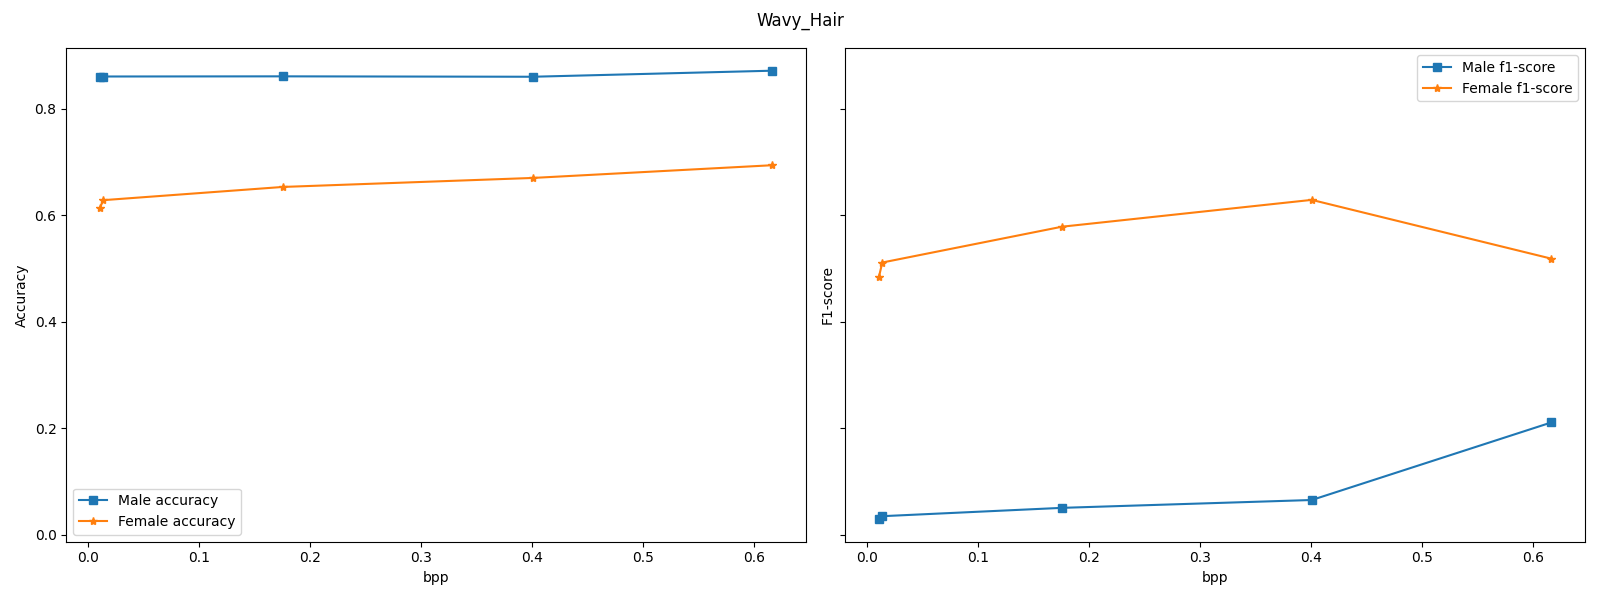 Wavy_Hair
Accuracy
0.8
0.6
0.4
0.2
0.0
Male accuracy
Female accuracy
0.0 0.1 0.2 0.3 0.4 0.5 0.6
bpp
F1-score
Male f1-score
Female f1-score
0.0 0.1 0.2 0.3 0.4 0.5 0.6
bpp